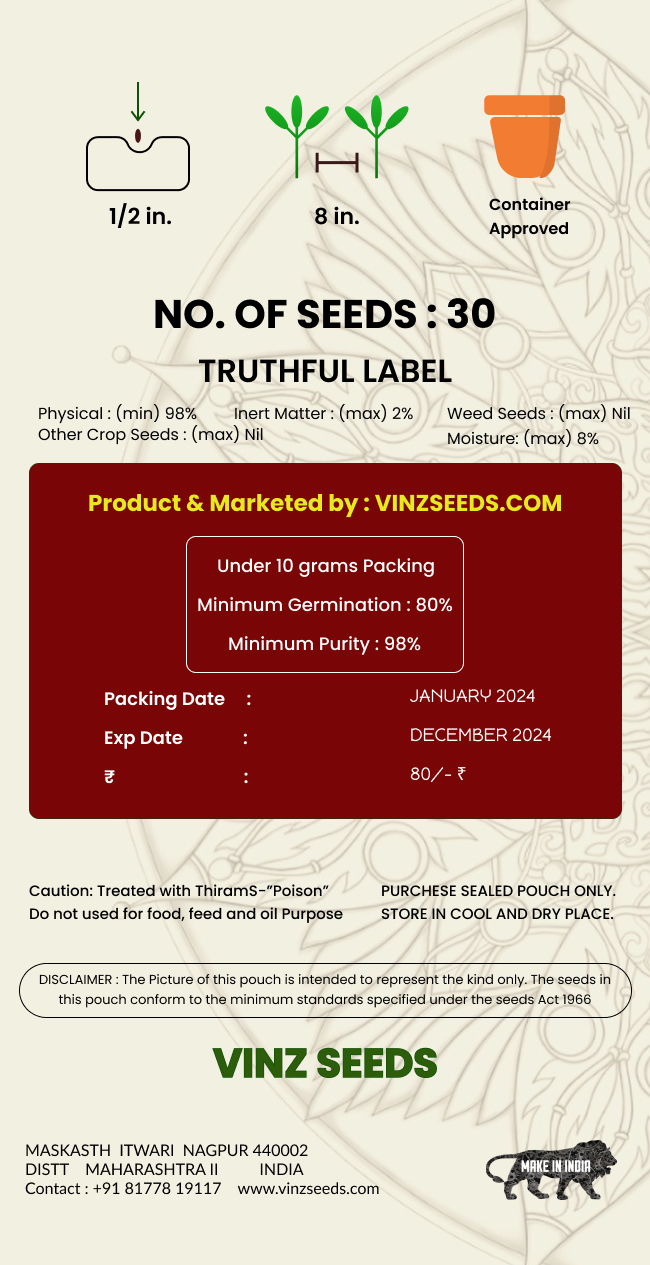 1/2 in.
8 in.
Container
Approved
NO. OF SEEDS : 30
TRUTHFUL LABEL
Physical : (min) 98% Inert Matter : (max) 2% Weed Seeds : (max) Nil
Other Crop Seeds : (max) Nil
Moisture: (max) 8%
Product & Marketed by : VINZSEEDS.COM
Under 10 grams Packing
Minimum Germination : 80%
Minimum Purity : 98%
Packing Date : JANUARY 2024
Exp Date : DECEMBER 2024
₹ : 80/- ₹
Caution: Treated with ThiramS-”Poison”
Do not used for food, feed and oil Purpose
PURCHESE SEALED POUCH ONLY.
STORE IN COOL AND DRY PLACE.
DISCLAIMER : The Picture of this pouch is intended to represent the kind only. The seeds in
this pouch conform to the minimum standards specified under the seeds Act 1966
VINZ SEEDS
MASKASTH ITWARI NAGPUR 440002
DISTT MAHARASHTRA II INDIA
Contact : +91 81778 19117 www.vinzseeds.com
MAKE IN INDIA